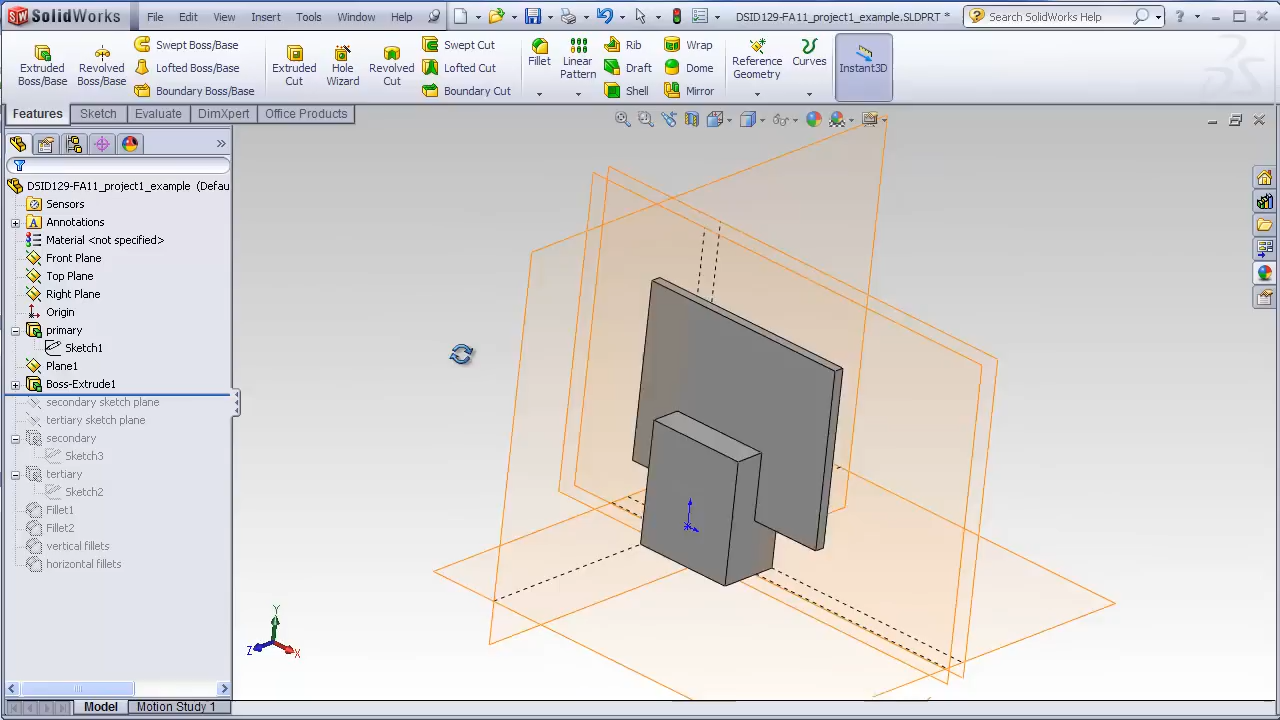 SolidWorks File Edit View Insert Tools Window Help DSID129-FA11_project1_example.SLDPRT * Search SolidWorks Help
Extruded Boss/Base
Revolved Boss/Base
Swept Boss/Base
Lofted Boss/Base
Boundary Boss/Base
Extruded Cut
Hole Wizard
Revolved Cut
Swept Cut
Lofted Cut
Boundary Cut
Fillet
Linear Pattern
Rib
Draft
Shell
Wrap
Dome
Mirror
Reference Geometry
Curves
Instant3D
Features Sketch Evaluate DimXpert Office Products
DSID129-FA11_project1_example (Defau
Sensors
Annotations
Material <not specified>
Front Plane
Top Plane
Right Plane
Origin
primary
Sketch1
Plane1
Boss-Extrude1
secondary sketch plane
tertiary sketch plane
secondary
Sketch3
tertiary
Sketch2
Fillet1
Fillet2
vertical fillets
horizontal fillets
Y
Z
X
Model Motion Study 1